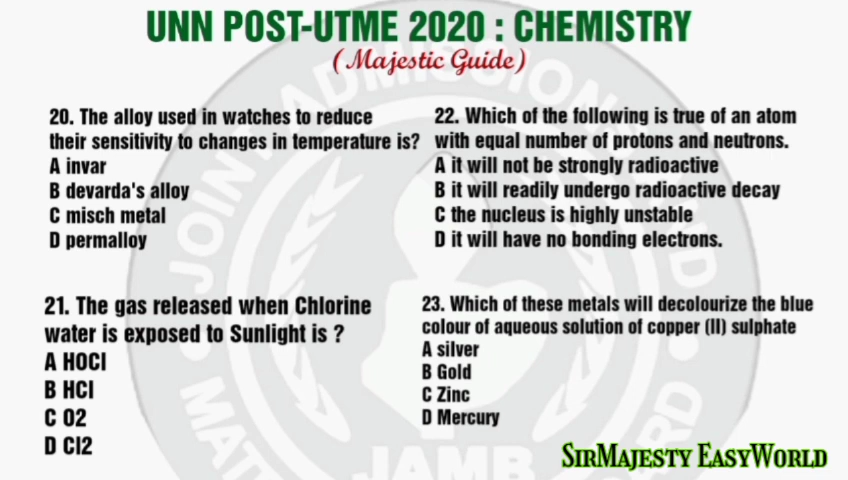 UNN POST-UTME 2020 : CHEMISTRY
(Majestic Guide)
20. The alloy used in watches to reduce
their sensitivity to changes in temperature is?
A invar
B devarda's alloy
C misch metal
D permalloy
21. The gas released when Chlorine
water is exposed to Sunlight is ?
A HOCl
B HCl
C O2
D Cl2
22. Which of the following is true of an atom
with equal number of protons and neutrons.
A it will not be strongly radioactive
B it will readily undergo radioactive decay
C the nucleus is highly unstable
D it will have no bonding electrons.
23. Which of these metals will decolourize the blue
colour of aqueous solution of copper (II) sulphate
A silver
B Gold
C Zinc
D Mercury
JOINT ADMISSIONS AND
JAMB
SirMajesty EasyWorld